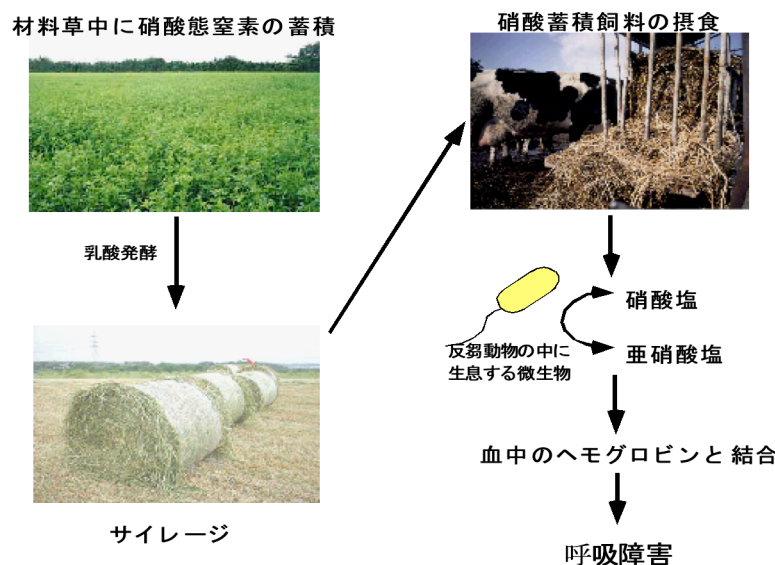 材料草中に硝酸態窒素の蓄積
乳酸発酵
サイレージ
硝酸蓄積飼料の摂食
硝酸塩
反芻動物の中に
生息する微生物
亜硝酸塩
血中のヘモグロビンと結合
呼吸障害